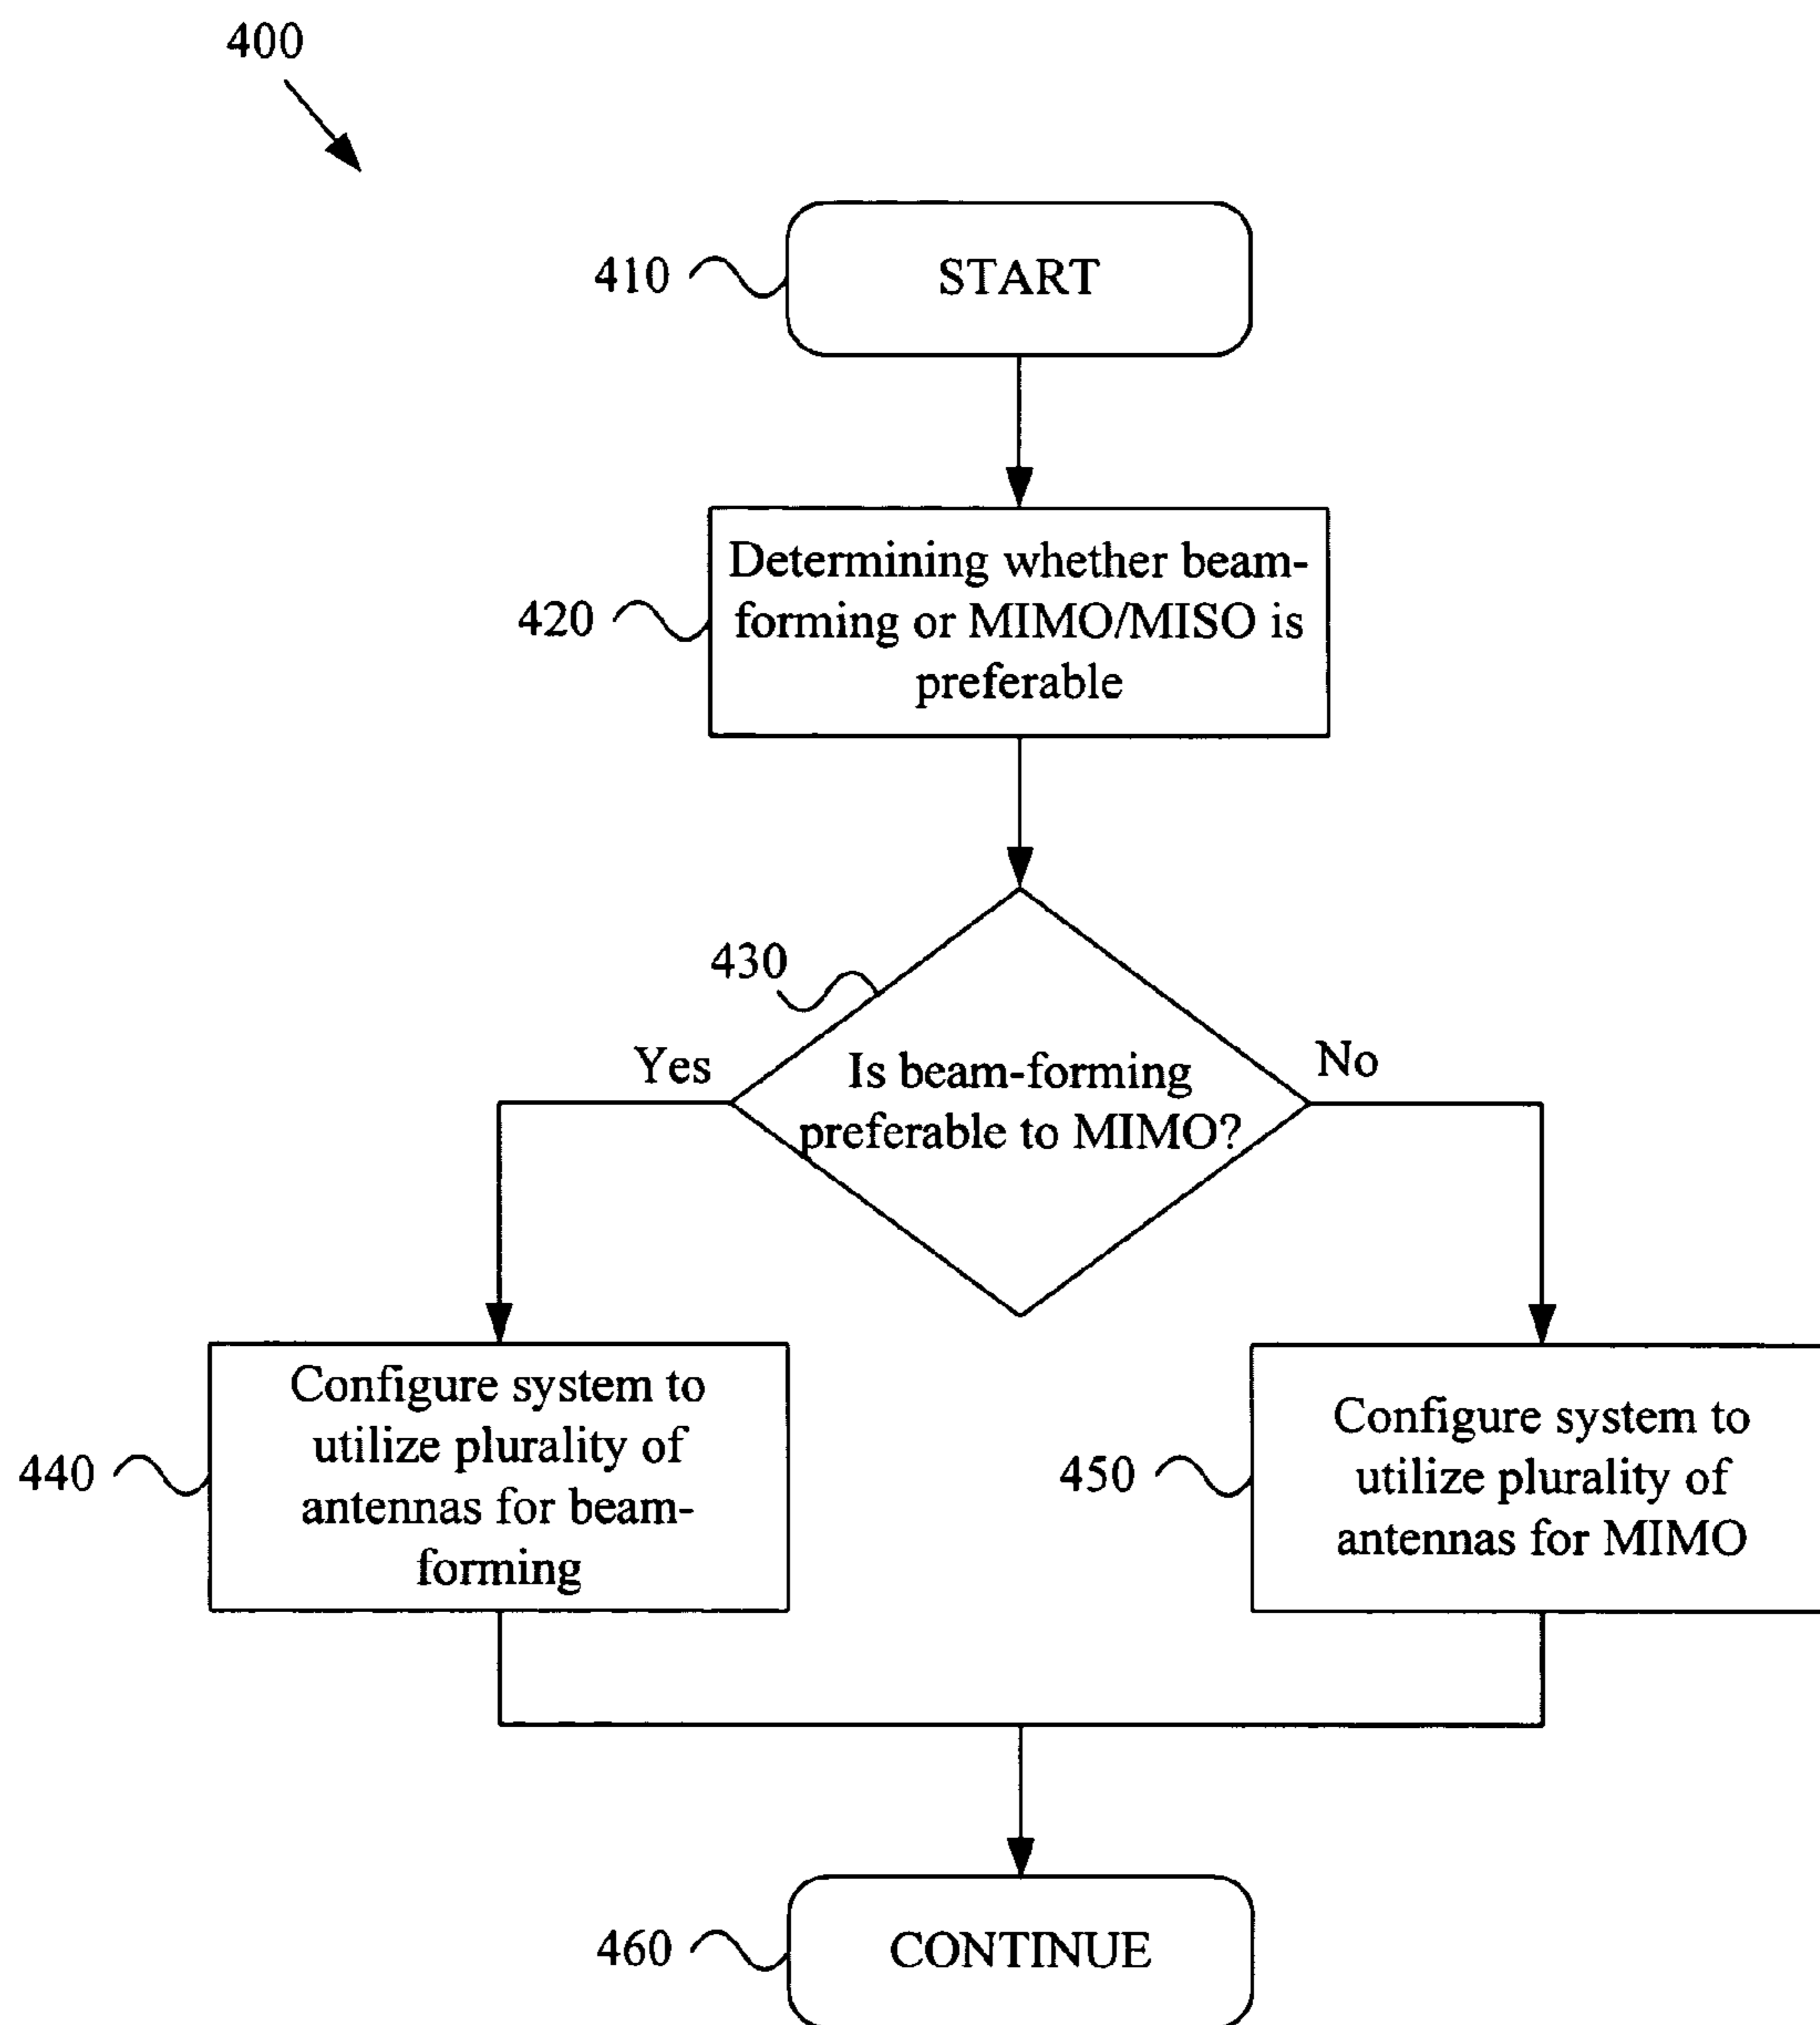 400
410
START
420
Determining whether beam-
forming or MIMO/MISO is
preferable
430
Yes
Is beam-forming
preferable to MIMO?
No
440
Configure system to
utilize plurality of
antennas for beam-
forming
450
Configure system to
utilize plurality of
antennas for MIMO
460
CONTINUE